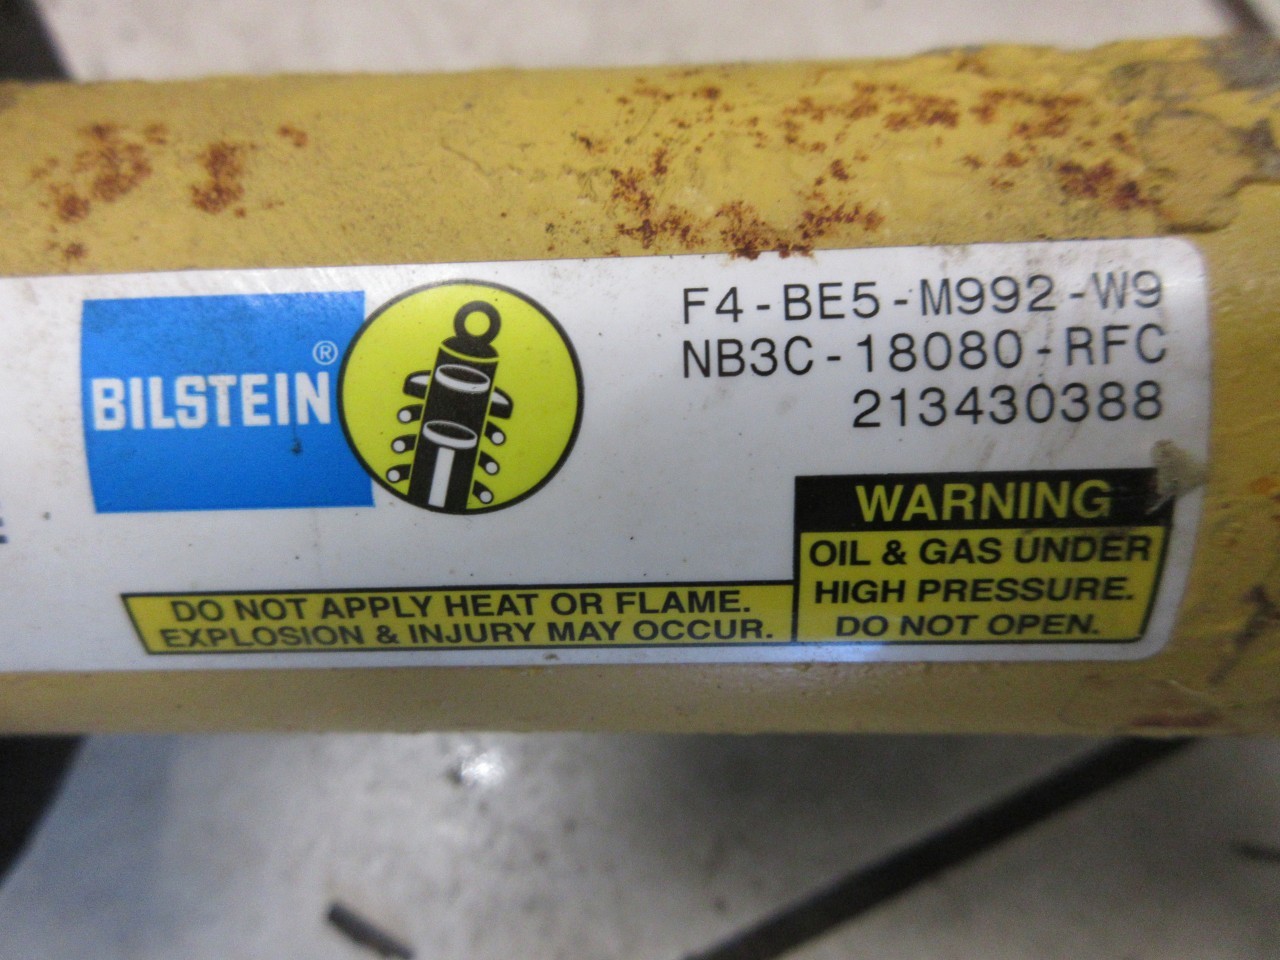 BILSTEIN®
F4-BE5-M992-W9
NB3C-18080-RFC
213430388
WARNING
OIL & GAS UNDER
HIGH PRESSURE.
DO NOT OPEN.
DO NOT APPLY HEAT OR FLAME.
EXPLOSION & INJURY MAY OCCUR.